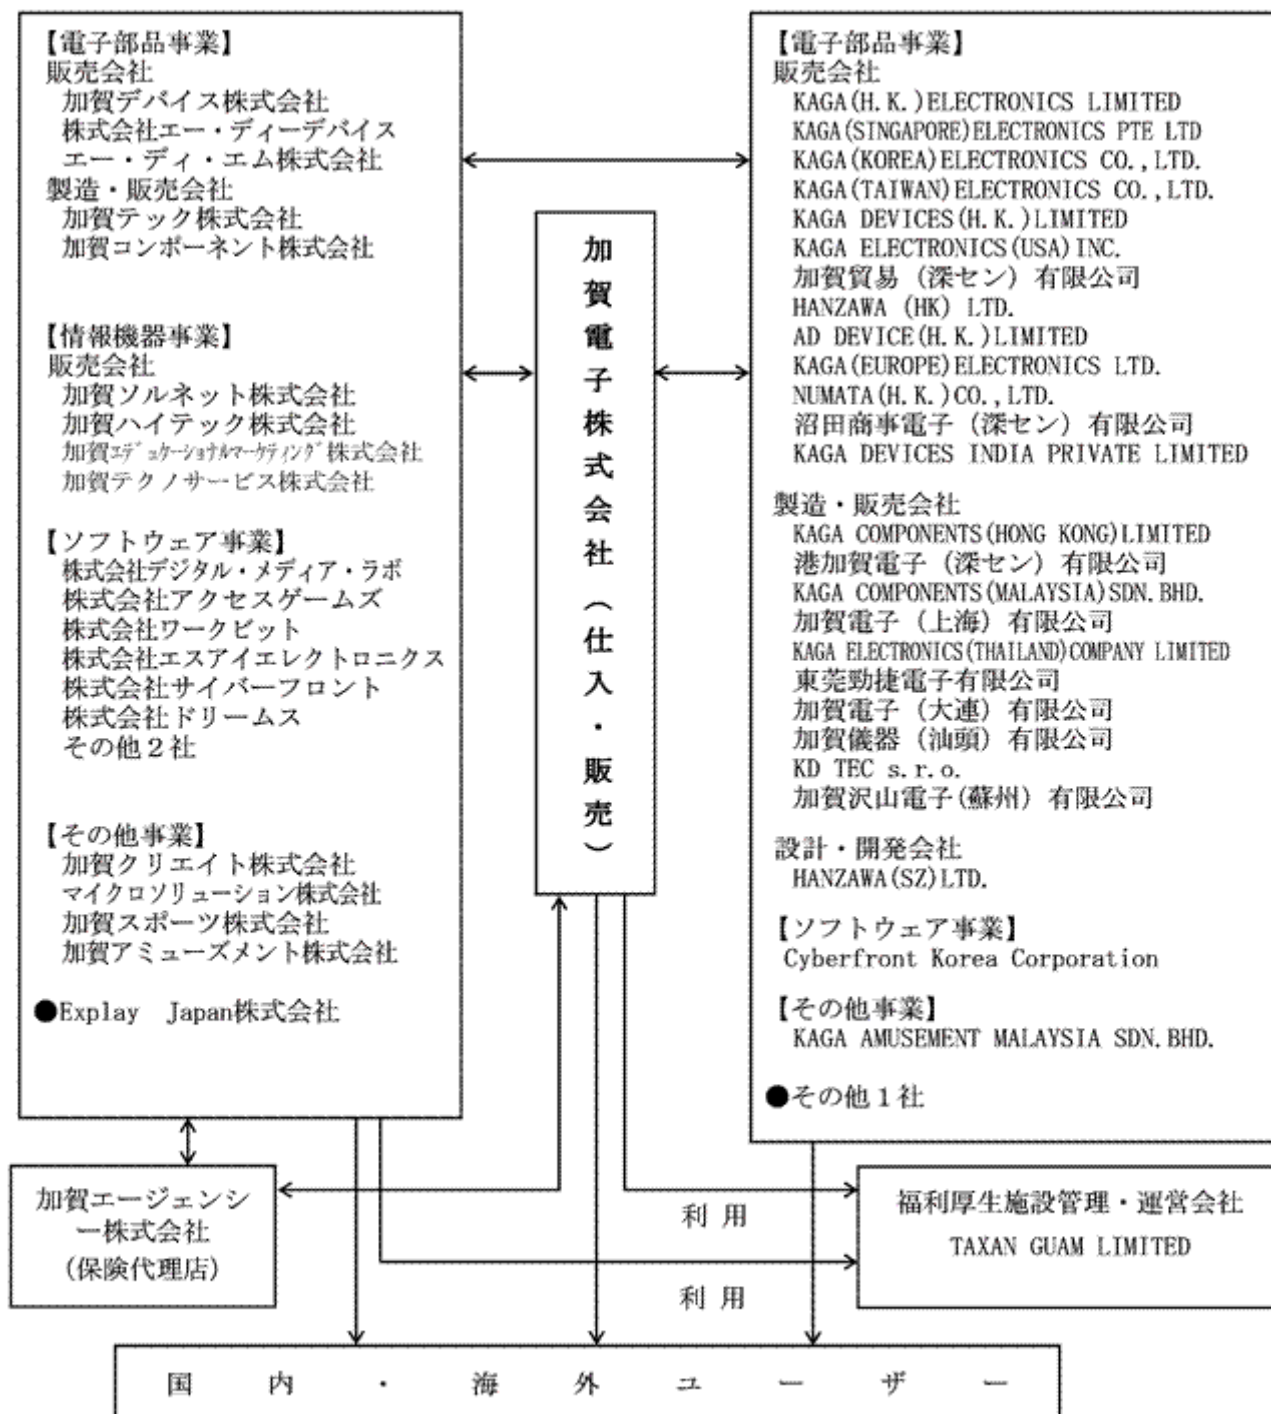 【電子部品事業】
販売会社
加賀デバイス株式会社
株式会社エー・ディーデバイス
エー・ディ・エム株式会社
製造・販売会社
加賀テック株式会社
加賀コンポーネント株式会社
【情報機器事業】
販売会社
加賀ソルネット株式会社
加賀ハイテック株式会社
加賀ｴﾃﾞｭｹｰｼｮﾅﾙﾏｰｹﾃｨﾝｸﾞ株式会社
加賀テクノサービス株式会社
【ソフトウェア事業】
株式会社デジタル・メディア・ラボ
株式会社アクセスゲームズ
株式会社ワークビット
株式会社エスアイエレクトロニクス
株式会社サイバーフロント
株式会社ドリームス
その他２社
【その他事業】
加賀クリエイト株式会社
マイクロソリューション株式会社
加賀スポーツ株式会社
加賀アミューズメント株式会社
●Explay　Japan株式会社
加賀電子株式会社（仕入・販売）
【電子部品事業】
販売会社
KAGA(H.K.)ELECTRONICS LIMITED
KAGA(SINGAPORE)ELECTRONICS PTE LTD
KAGA(KOREA)ELECTRONICS CO.,LTD.
KAGA(TAIWAN)ELECTRONICS CO.,LTD.
KAGA DEVICES(H.K.)LIMITED
KAGA ELECTRONICS(USA)INC.
加賀貿易（深セン）有限公司
HANZAWA (HK) LTD.
AD DEVICE(H.K.)LIMITED
KAGA(EUROPE)ELECTRONICS LTD.
NUMATA(H.K.)CO.,LTD.
沼田商事電子（深セン）有限公司
KAGA DEVICES INDIA PRIVATE LIMITED
製造・販売会社
KAGA COMPONENTS(HONG KONG)LIMITED
港加賀電子（深セン）有限公司
KAGA COMPONENTS(MALAYSIA)SDN.BHD.
加賀電子（上海）有限公司
KAGA ELECTRONICS(THAILAND)COMPANY LIMITED
東莞勁捷電子有限公司
加賀電子（大連）有限公司
加賀儀器（汕頭）有限公司
KD TEC s.r.o.
加賀沢山電子(蘇州）有限公司
設計・開発会社
HANZAWA(SZ)LTD.
【ソフトウェア事業】
Cyberfront Korea Corporation
【その他事業】
KAGA AMUSEMENT MALAYSIA SDN.BHD.
●その他１社
加賀エージェンシ
ー株式会社
（保険代理店）
利用
利用
福利厚生施設管理・運営会社
TAXAN GUAM LIMITED
国内・海外ユーザー